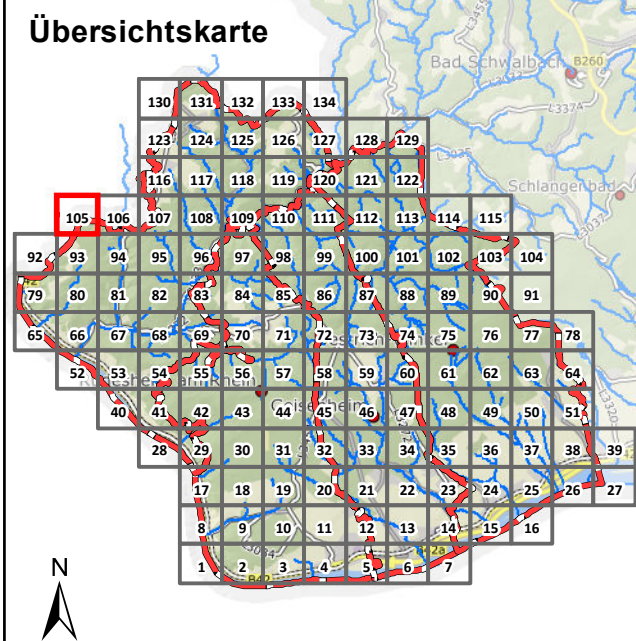 Übersichtskarte
Bad Schwalbach
B260
L3374
L3035
Schlangenbad
L3037
130 131 132 133 134
123 124 125 126 127 128 129
116 117 118 119 120 121 122
105 106 107 108 109 110 111 112 113 114 115
92 93 94 95 96 97 98 99 100 101 102 103 104
79 80 81 82 83 84 85 86 87 88 89 90 91
65 66 67 68 69 70 71 72 73 74 75 76 77 78
52 53 54 55 56 57 58 59 60 61 62 63 64
40 41 42 43 44 45 46 47 48 49 50 51
28 29 30 31 32 33 34 35 36 37 38 39
17 18 19 20 21 22 23 24 25 26 27
8 9 10 11 12 13 14 15 16
1 2 3 4 5 6 7
B42
B42a
N